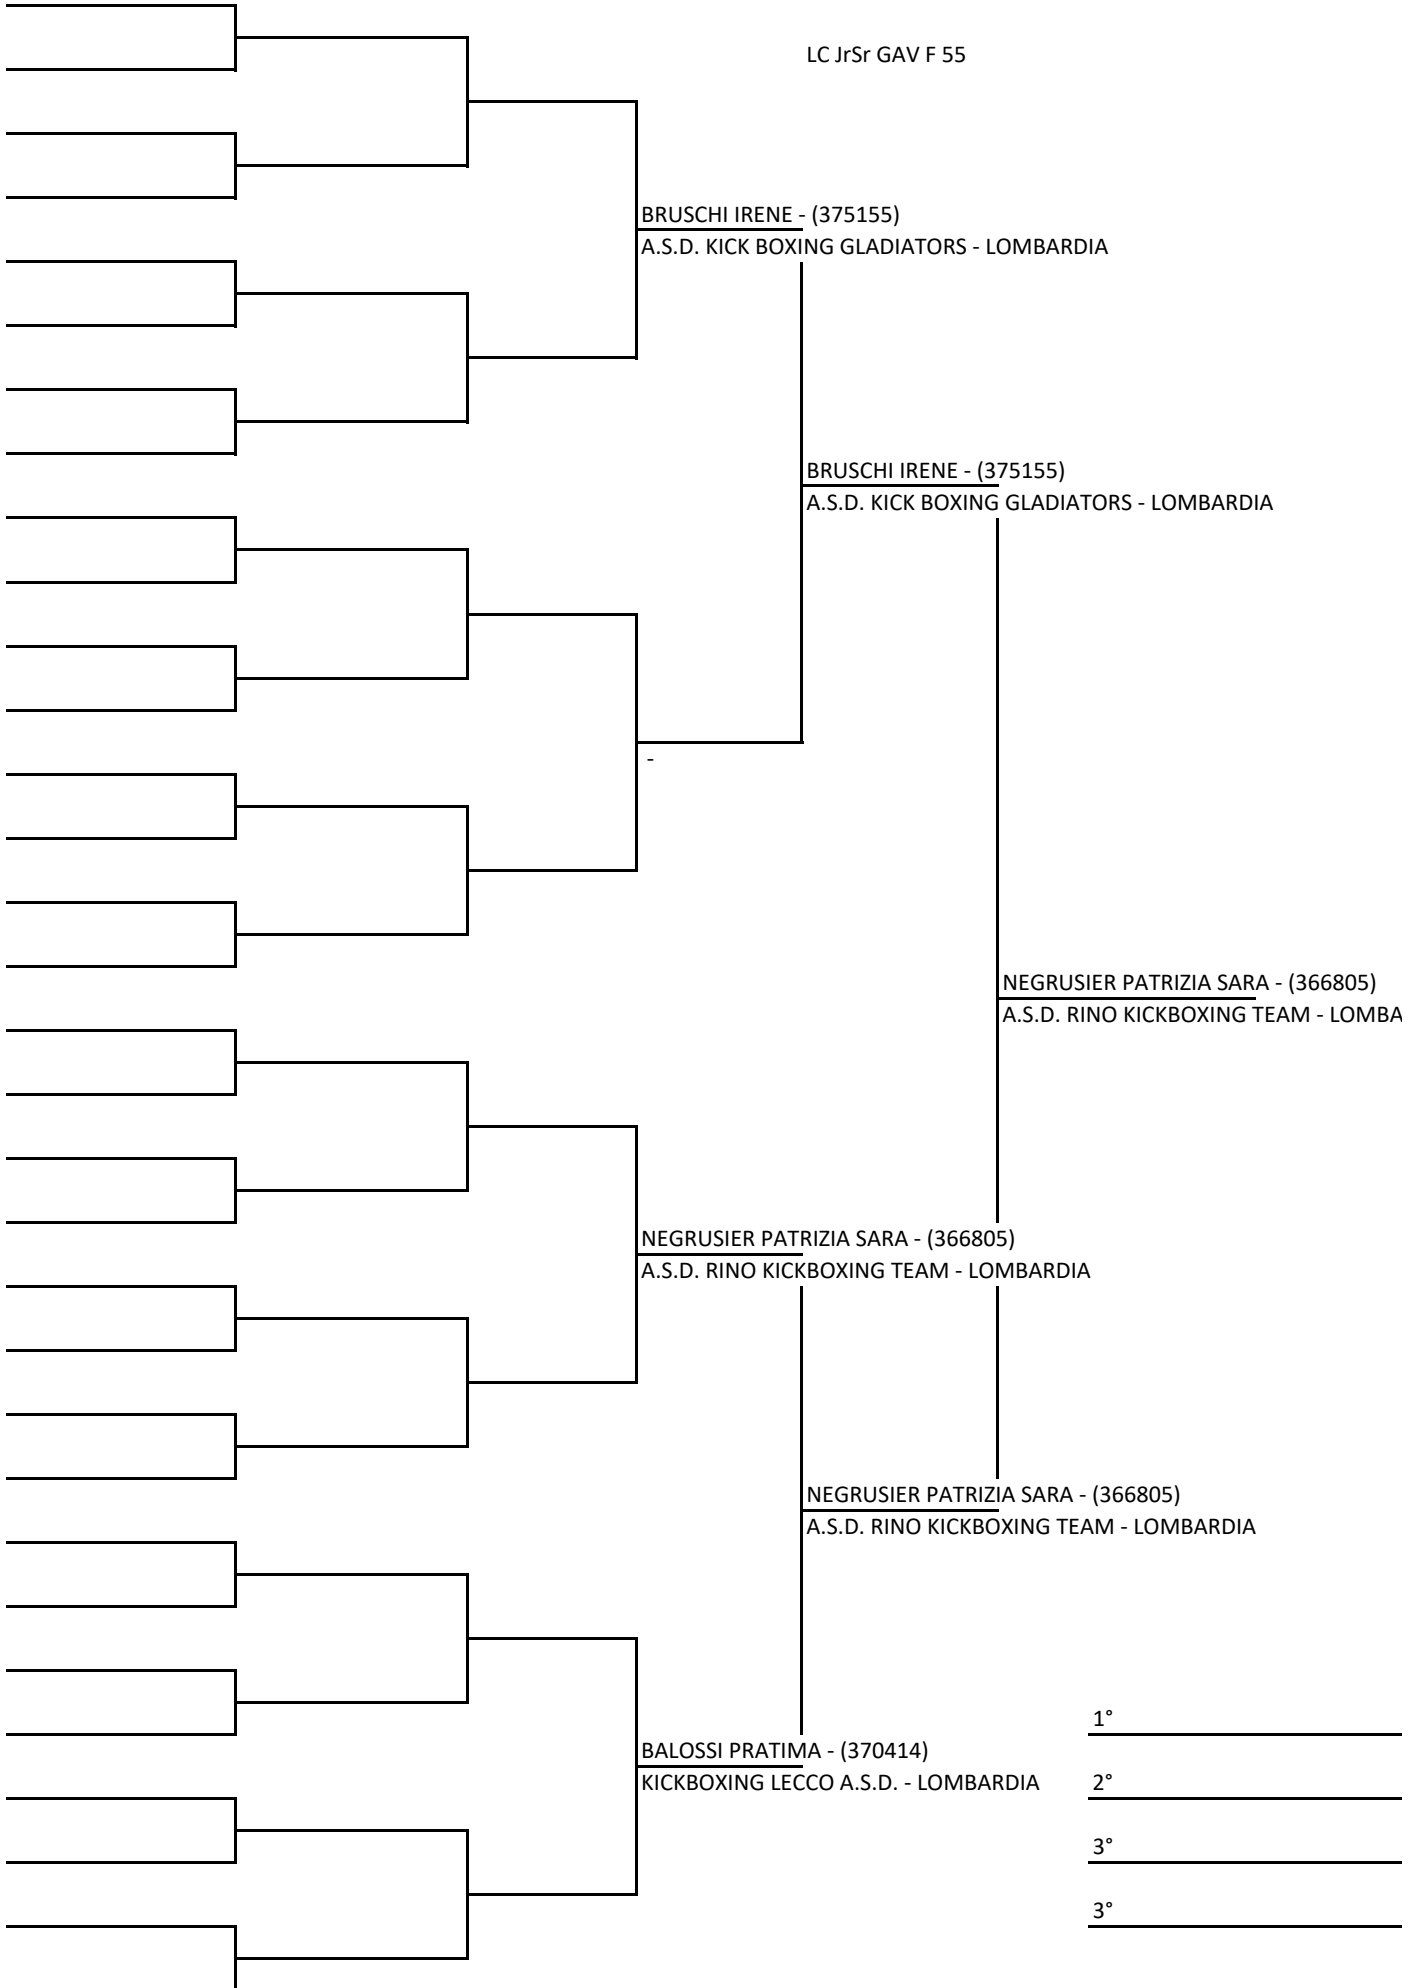 LC JrSr GAV F 55
BRUSCHI IRENE - (375155)
A.S.D. KICK BOXING GLADIATORS - LOMBARDIA
BRUSCHI IRENE - (375155)
A.S.D. KICK BOXING GLADIATORS - LOMBARDIA
-
NEGRUSIER PATRIZIA SARA - (366805)
A.S.D. RINO KICKBOXING TEAM - LOMBA
NEGRUSIER PATRIZIA SARA - (366805)
A.S.D. RINO KICKBOXING TEAM - LOMBARDIA
NEGRUSIER PATRIZIA SARA - (366805)
A.S.D. RINO KICKBOXING TEAM - LOMBARDIA
1°
BALOSSI PRATIMA - (370414)
KICKBOXING LECCO A.S.D. - LOMBARDIA
2°
3°
3°